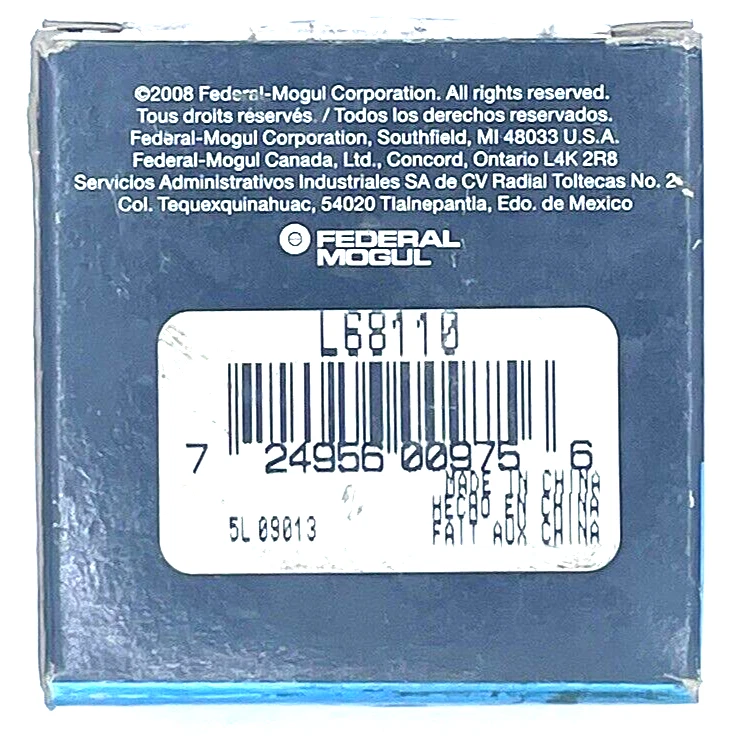 ©2008 Federal-Mogul Corporation. All rights reserved.
Tous droits réservés. / Todos los derechos reservados.
Federal-Mogul Corporation, Southfield, MI 48033 U.S.A.
Federal-Mogul Canada, Ltd., Concord, Ontario L4K 2R8
Servicios Administrativos Industriales SA de CV Radial Toltecas No. 2
Col. Tequexquinahuac, 54020 Tlalnepantla, Edo. de Mexico
FEDERAL
MOGUL
L68110
7 24956 00975 6
MADE IN CHINA
HECHO EN CHINA
5L 09013 FAIT AUX CHINA